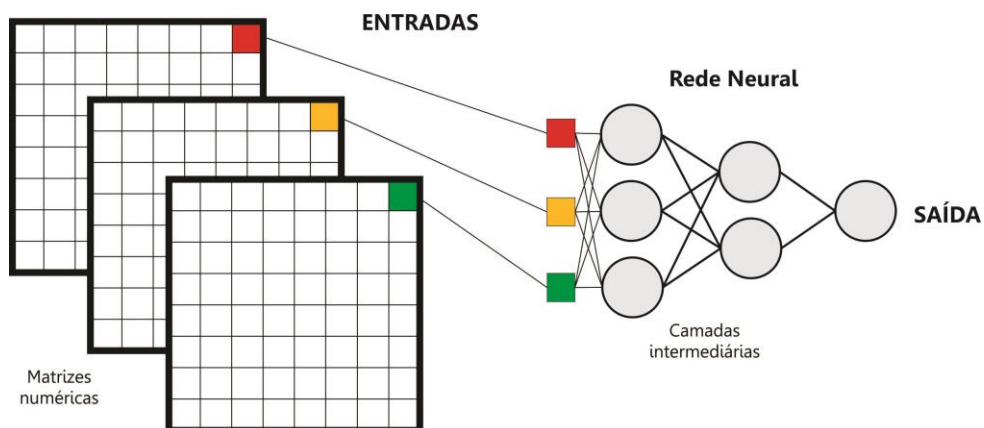 ENTRADAS
Rede Neural
SAÍDA
Camadas
intermediárias
Matrizes
numéricas